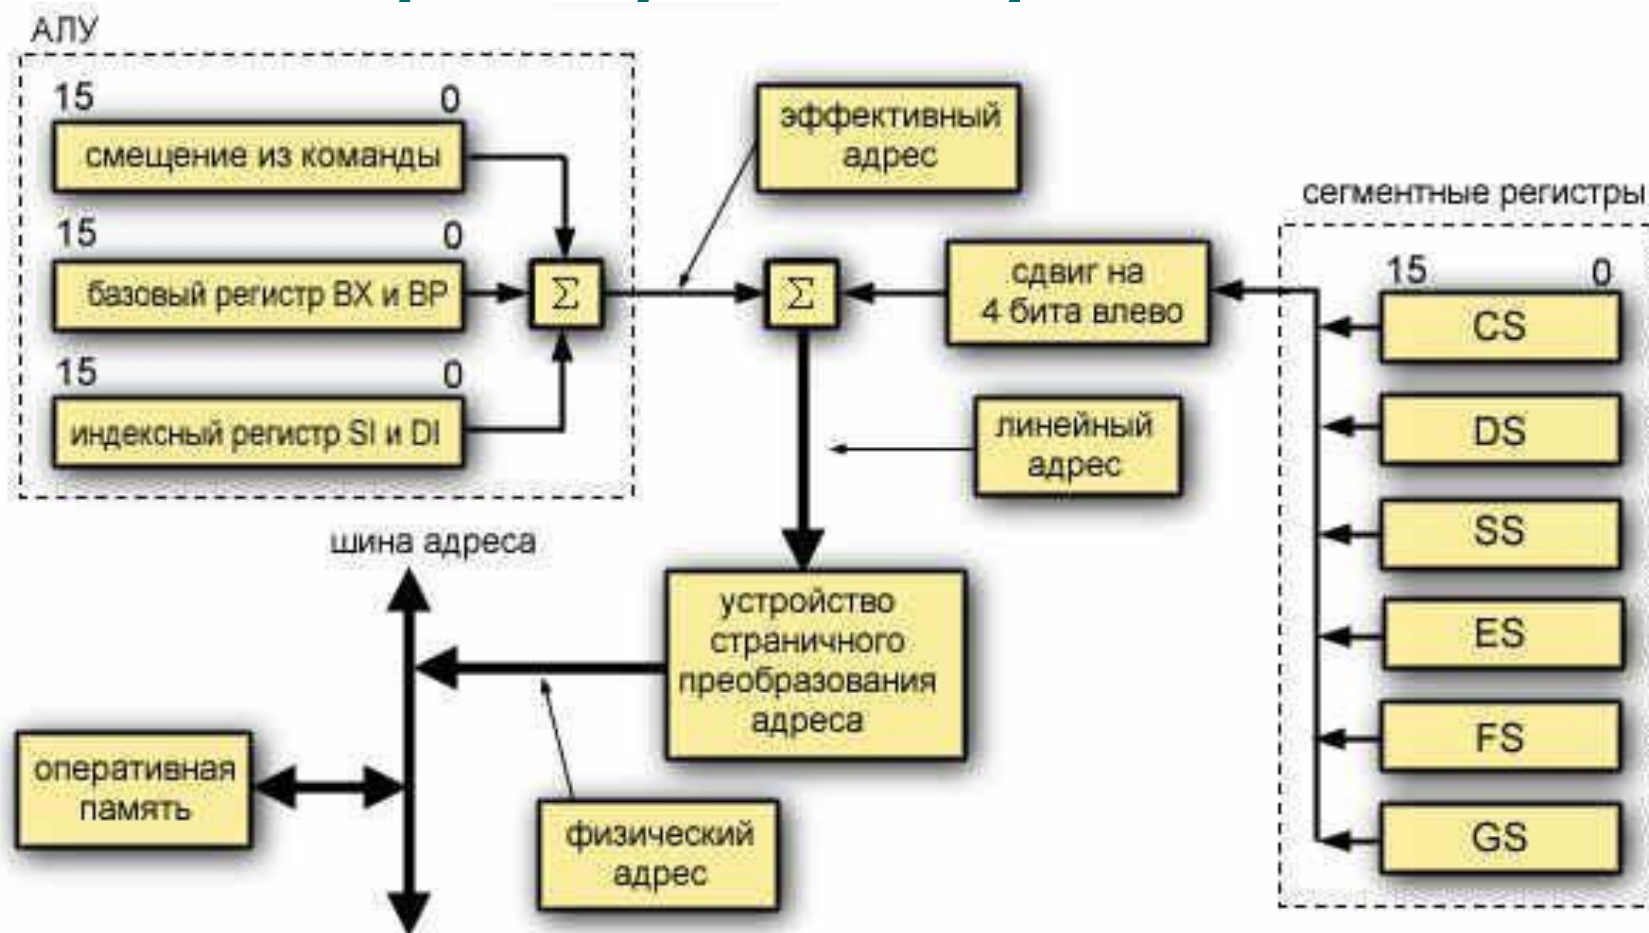 АЛУ
15 0
смещение из команды
15 0
базовый регистр BX и BP
15 0
индексный регистр SI и DI
Σ
эффективный
адрес
Σ
сдвиг на
4 бита влево
линейный
адрес
сегментные регистры
15 0
CS
DS
SS
ES
FS
GS
шина адреса
устройство
страничного
преобразования
адреса
оперативная
память
физический
адрес